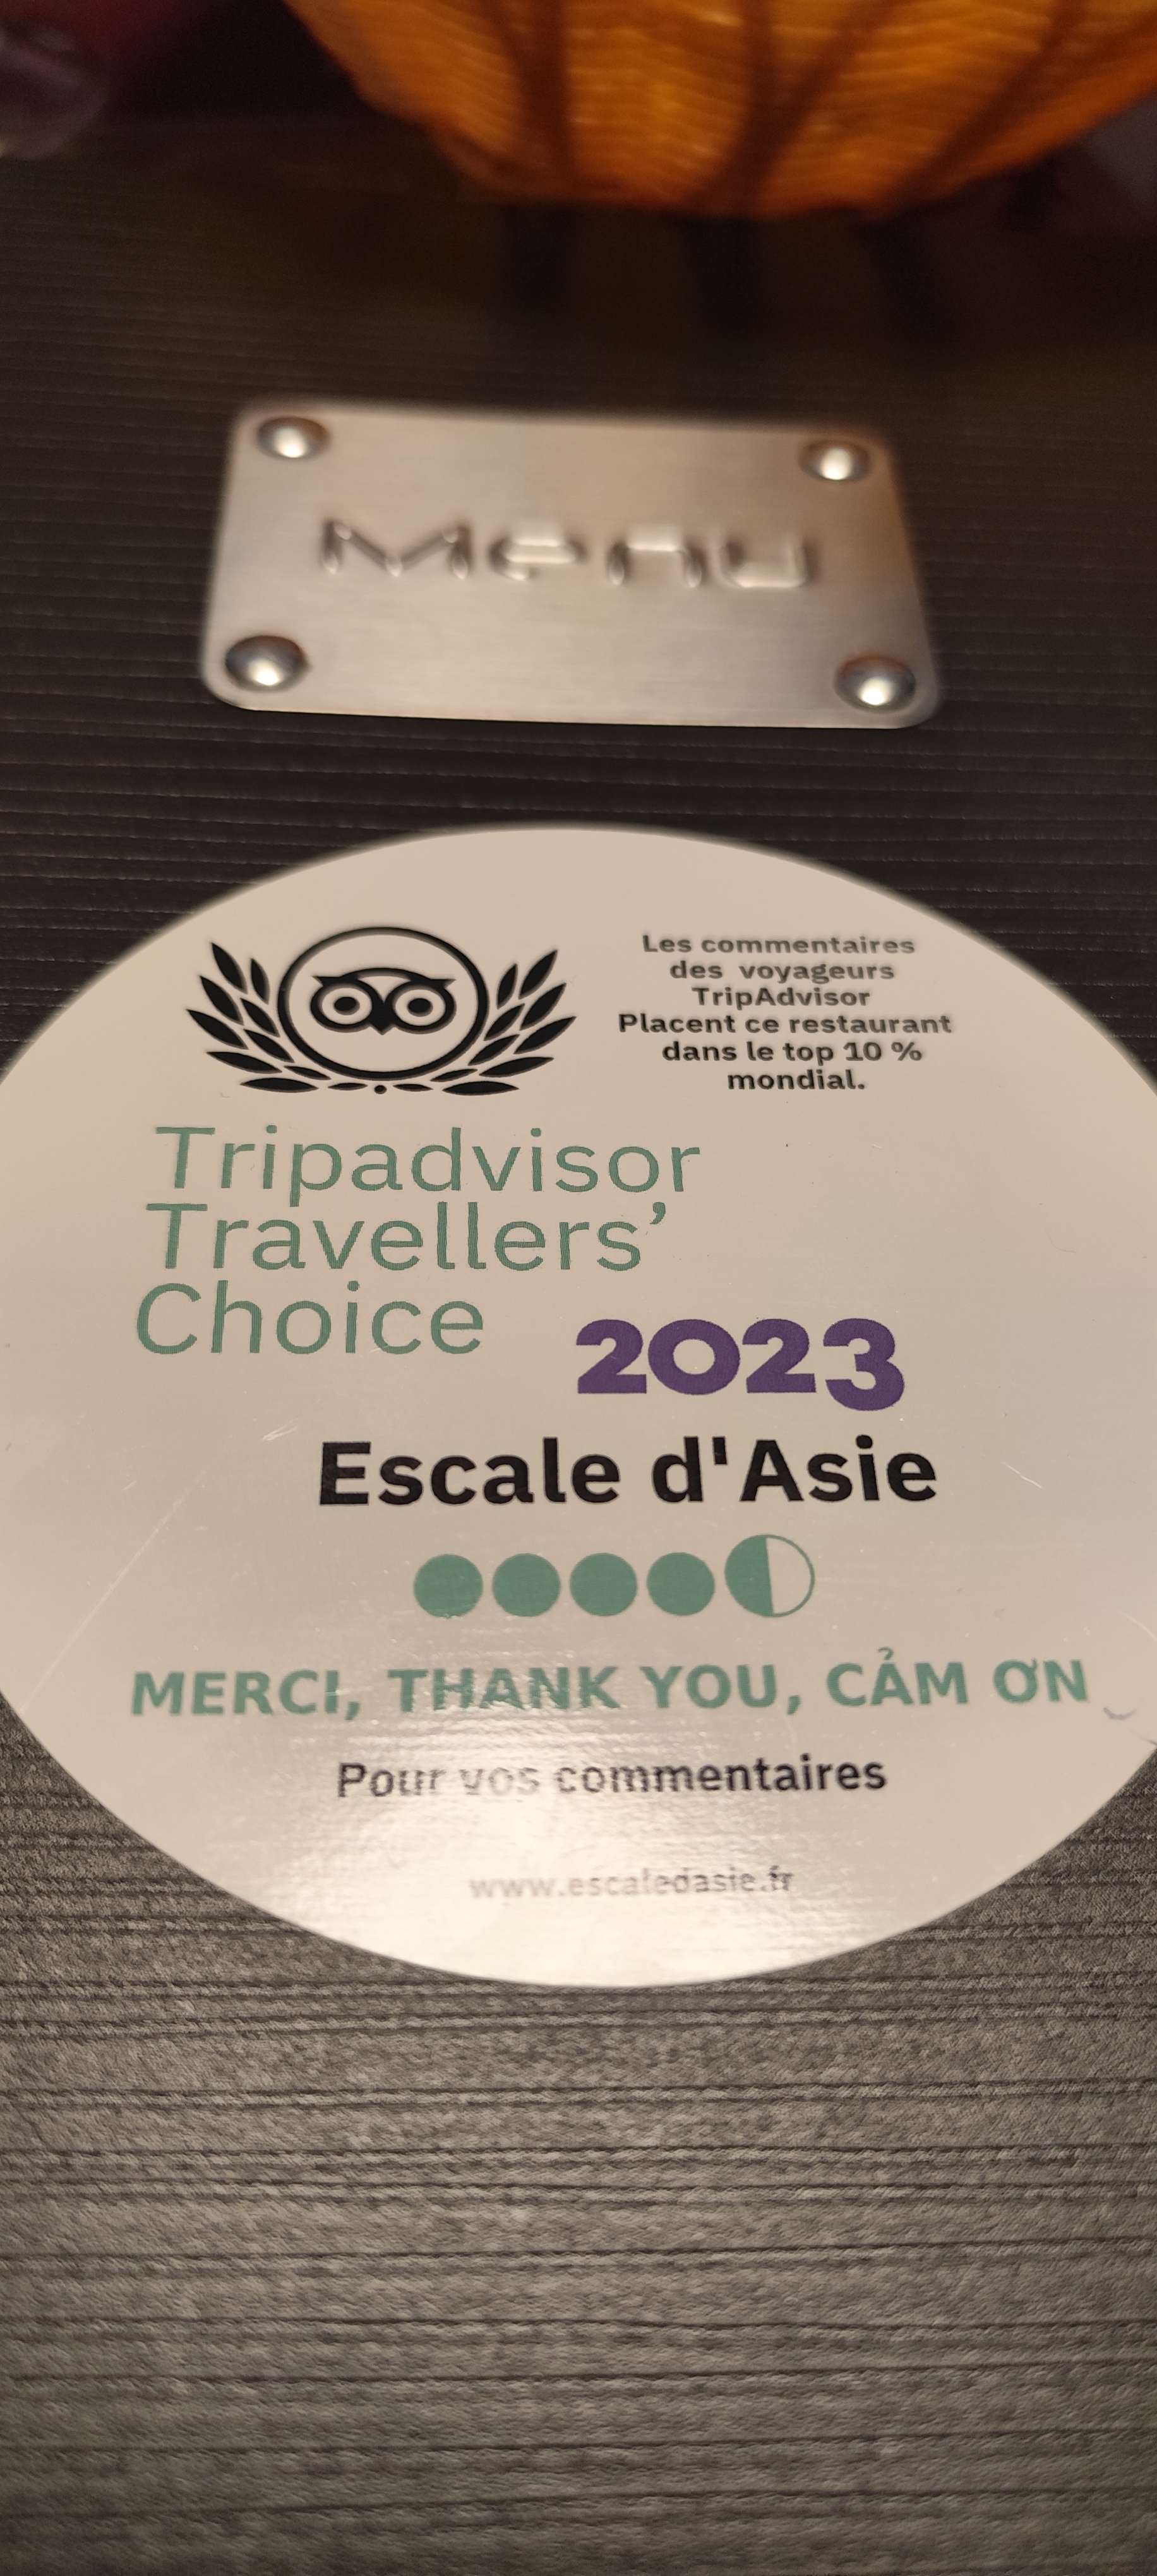 Menu
Les commentaires
des voyageurs
TripAdvisor
Placent ce restaurant
dans le top 10 %
mondial.
Tripadvisor
Travellers’
Choice
2023
Escale d'Asie
MERCI, THANK YOU, CẢM ƠN
Pour vos commentaires
www.escaledasie.fr